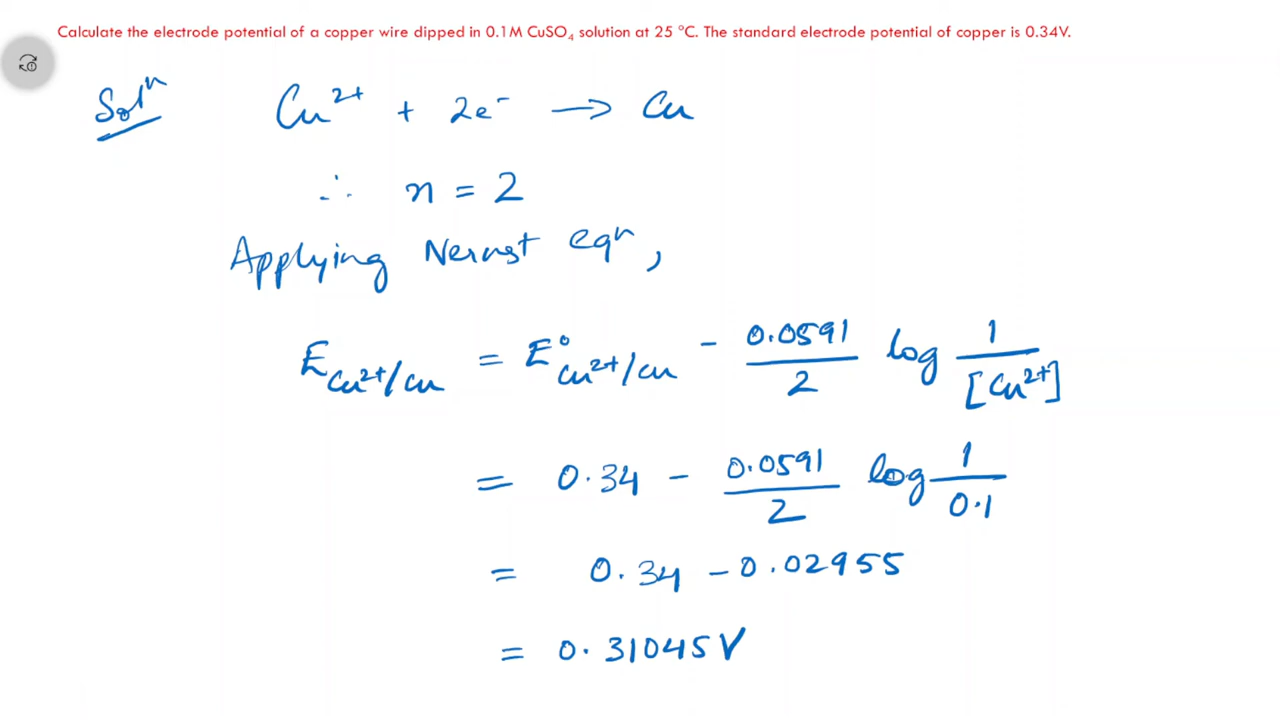 Calculate the electrode potential of a copper wire dipped in 0.1M CuSO₄ solution at 25 °C. The standard electrode potential of copper is 0.34V.
Solⁿ Cu²⁺ + 2e⁻ → Cu
∴ n = 2
Applying Nernst eqⁿ,
E Cu²⁺/Cu = E° Cu²⁺/Cu - 0.0591/2 log 1/[Cu²⁺]
= 0.34 - 0.0591/2 log 1/0.1
= 0.34 - 0.02955
= 0.31045 V